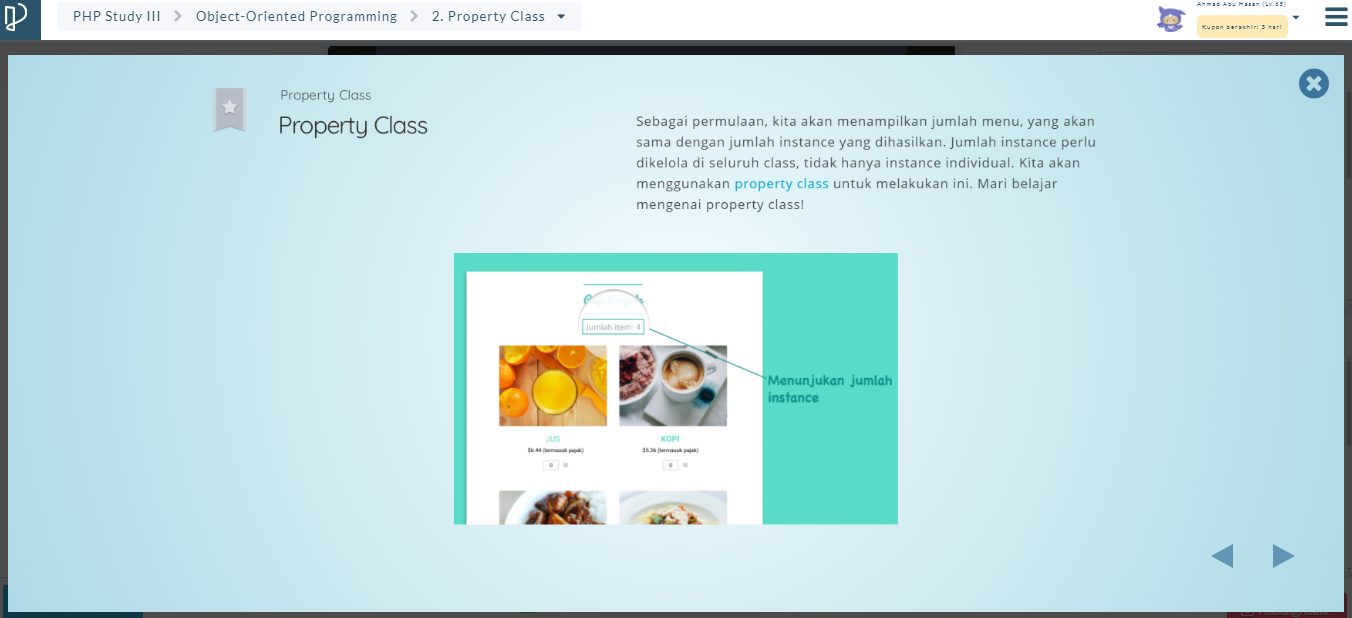 PHP Study III
Object-Oriented Programming
2. Property Class
Ahmad Abu Hasan (Lv.65)
Kupon berakhir: 3 hari
Property Class
Property Class
Sebagai permulaan, kita akan menampilkan jumlah menu, yang akan
sama dengan jumlah instance yang dihasilkan. Jumlah instance perlu
dikelola di seluruh class, tidak hanya instance individual. Kita akan
menggunakan property class untuk melakukan ini. Mari belajar
mengenai property class!
Jumlah item: 4
Menunjukan jumlah
instance
JUS
$6.44 (termasuk pajak)
0
KOPI
$5.36 (termasuk pajak)
0